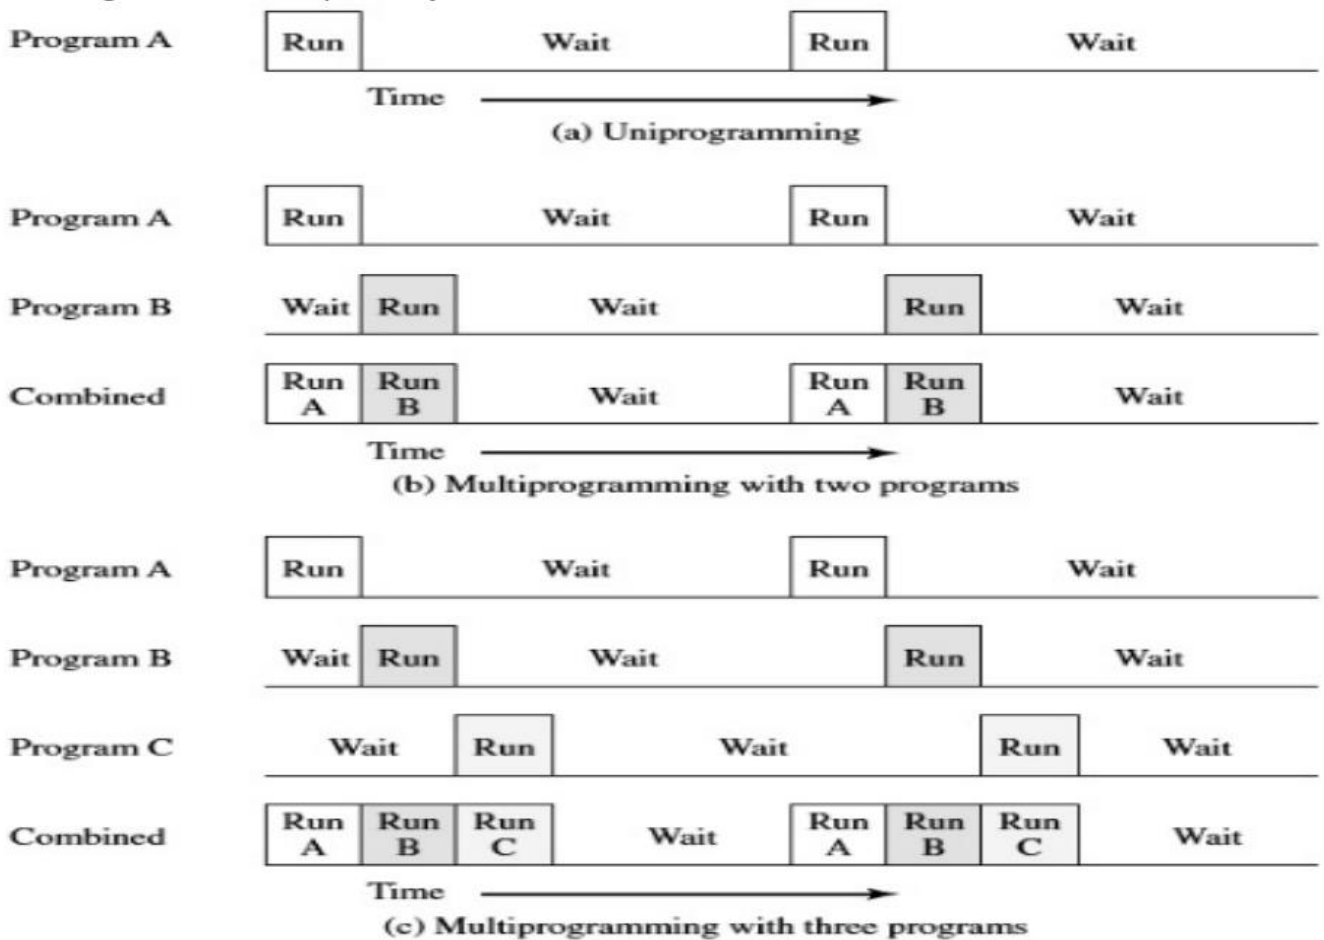 Program A Run Wait Run Wait
Time
(a) Uniprogramming
Program A Run Wait Run Wait
Program B Wait Run Wait Run Wait
Combined Run A Run B Wait Run A Run B Wait
Time
(b) Multiprogramming with two programs
Program A Run Wait Run Wait
Program B Wait Run Wait Run Wait
Program C Wait Run Wait Run Wait
Combined Run A Run B Run C Wait Run A Run B Run C Wait
Time
(c) Multiprogramming with three programs